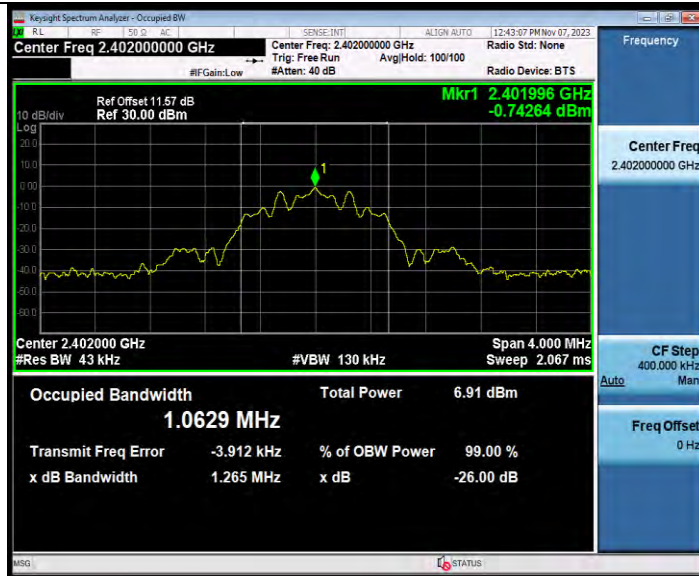 Keysight Spectrum Analyzer - Occupied BW
RL RF 50 Ω AC SENSE:INT ALIGN AUTO 12:43:07 PM Nov 07, 2023
Center Freq 2.402000000 GHz
Center Freq: 2.402000000 GHz
Radio Std: None
Trig: Free Run Avg|Hold: 100/100
#IFGain:Low #Atten: 40 dB Radio Device: BTS
Frequency
Mkr1 2.401996 GHz
-0.74264 dBm
Ref Offset 11.57 dB
10 dB/div Ref 30.00 dBm
Log
20.0
10.0
0.00
-10.0
-20.0
-30.0
-40.0
-50.0
-60.0
1
Center 2.402000 GHz Span 4.000 MHz
#Res BW 43 kHz #VBW 130 kHz Sweep 2.067 ms
Occupied Bandwidth Total Power 6.91 dBm
1.0629 MHz
Transmit Freq Error -3.912 kHz % of OBW Power 99.00 %
x dB Bandwidth 1.265 MHz x dB -26.00 dB
Center Freq
2.402000000 GHz
CF Step
400.000 kHz
Auto Man
Freq Offset
0 Hz
MSG STATUS